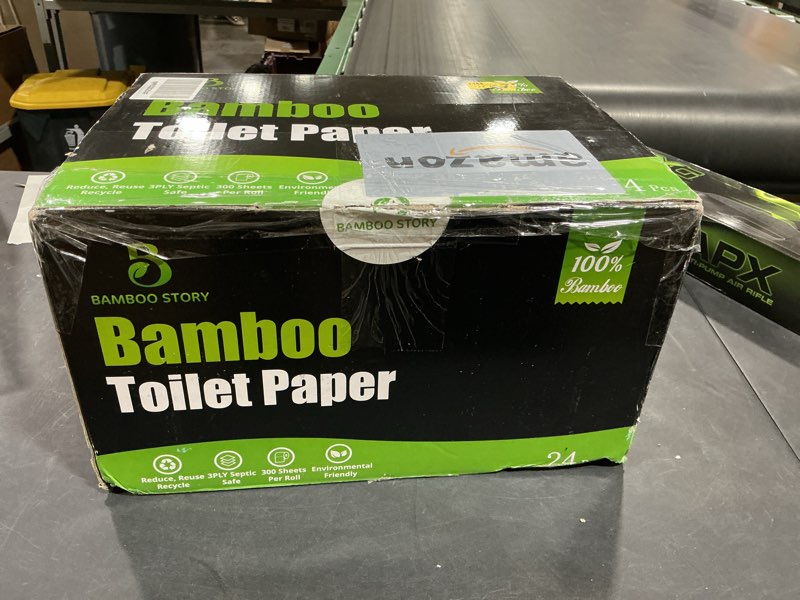 Bamboo
Toilet Paper
amazon
Reduce, Reuse
Recycle
3PLY Septic
Safe
300 Sheets
Per Roll
Environmental
Friendly
4 Pcs
BAMBOO STORY
B
BAMBOO STORY
100%
Bamboo
Bamboo
Toilet Paper
Reduce, Reuse
Recycle
3PLY Septic
Safe
300 Sheets
Per Roll
Environmental
Friendly
24
APX
PUMP AIR RIFLE